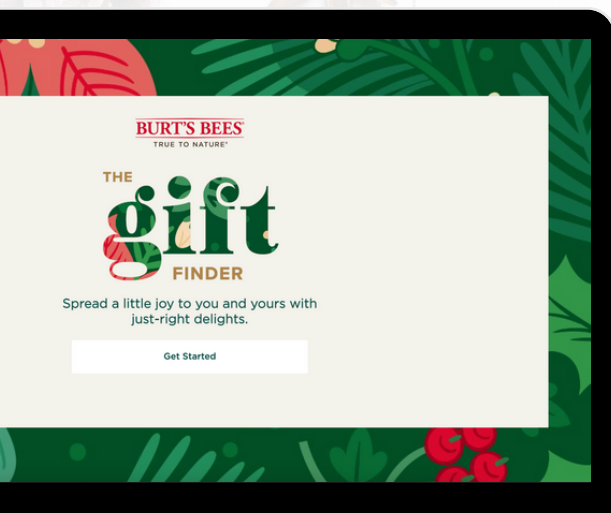 BURT'S BEES®
TRUE TO NATURE®
THE
gift
FINDER
Spread a little joy to you and yours with
just-right delights.
Get Started